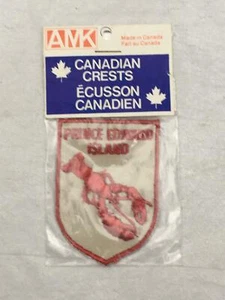 AMK
Made in Canada
Fait au Canada
CANADIAN
CRESTS
ÉCUSSON
CANADIEN
PRINCE EDWARD
ISLAND